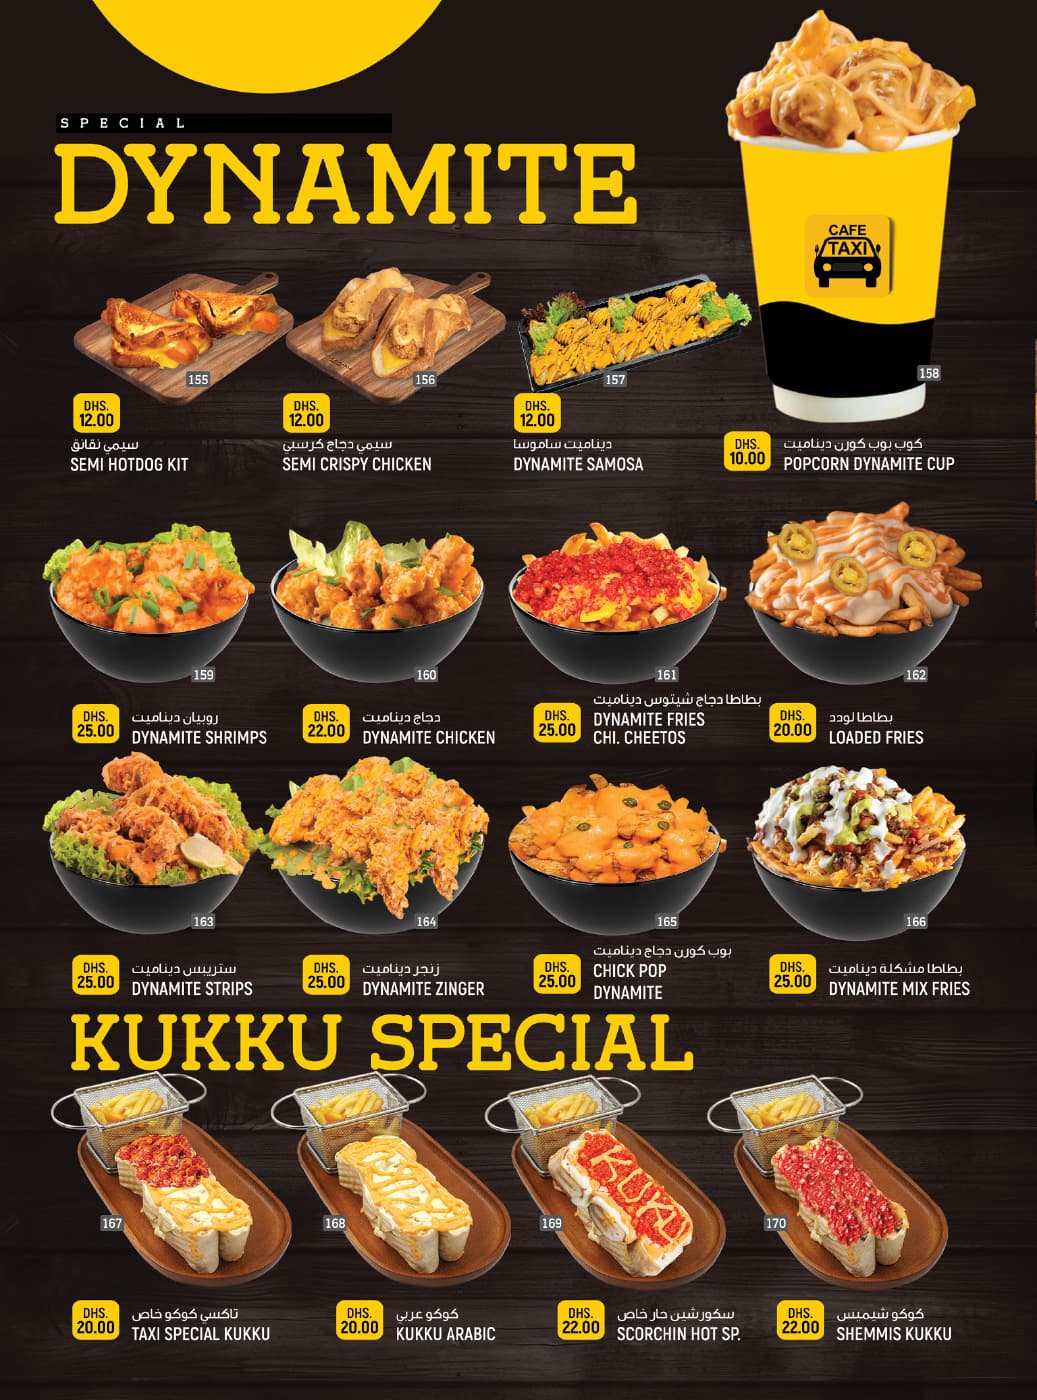 SPECIAL
DYNAMITE
CAFE
TAXI
155
DHS.
12.00
سيمي نقانق
SEMI HOTDOG KIT
156
DHS.
12.00
سيمي دجاج كرسبي
SEMI CRISPY CHICKEN
157
DHS.
12.00
ديناميت ساموسا
DYNAMITE SAMOSA
158
DHS.
10.00
كوب بوب كورن ديناميت
POPCORN DYNAMITE CUP
159
DHS.
25.00
روبيان ديناميت
DYNAMITE SHRIMPS
160
DHS.
22.00
دجاج ديناميت
DYNAMITE CHICKEN
161
DHS.
25.00
بطاطا دجاج شيتوس ديناميت
DYNAMITE FRIES
CHI. CHEETOS
162
DHS.
20.00
بطاطا لودد
LOADED FRIES
163
DHS.
25.00
ستريبس ديناميت
DYNAMITE STRIPS
164
DHS.
25.00
زنجر ديناميت
DYNAMITE ZINGER
165
DHS.
25.00
بوب كورن دجاج ديناميت
CHICK POP
DYNAMITE
166
DHS.
25.00
بطاطا مشكلة ديناميت
DYNAMITE MIX FRIES
KUKKU SPECIAL
167
DHS.
20.00
تاكسي كوكو خاص
TAXI SPECIAL KUKKU
168
DHS.
20.00
كوكو عربي
KUKKU ARABIC
KUKU
169
DHS.
22.00
سكورشين حار خاص
SCORCHIN HOT SP.
170
DHS.
22.00
كوكو شيميس
SHEMMIS KUKKU